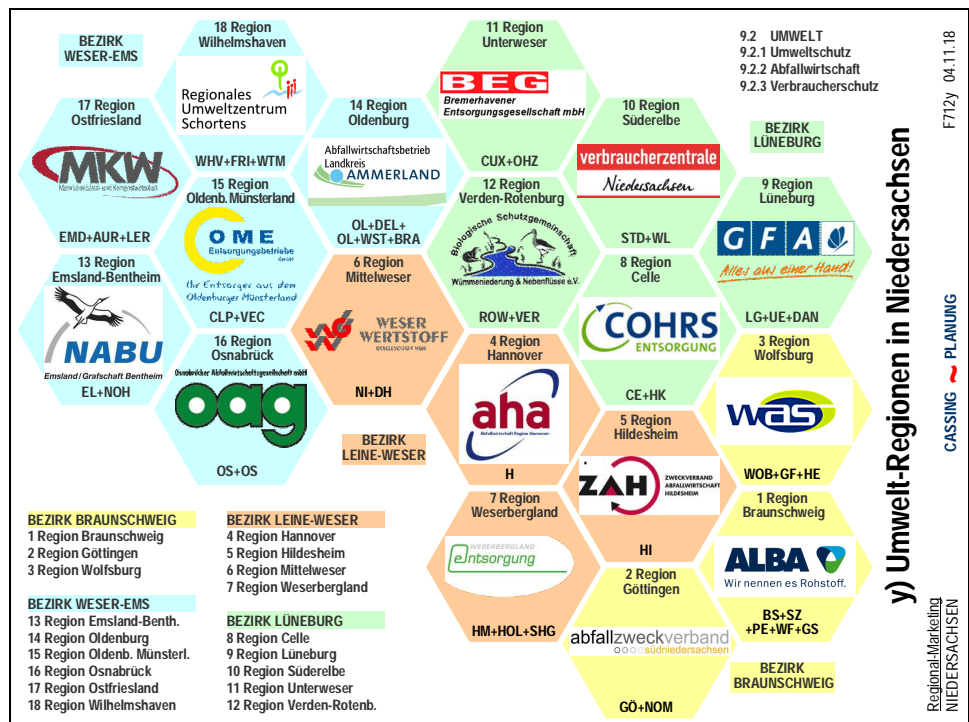 BEZIRK
WESER-EMS
18 Region
Wilhelmshaven
Regionales
Umweltzentrum
Schortens
WHV+FRI+WTM
11 Region
Unterweser
BEG
Bremerhavener
Entsorgungsgesellschaft mbH
CUX+OHZ
9.2 UMWELT
9.2.1 Umweltschutz
9.2.2 Abfallwirtschaft
9.2.3 Verbraucherschutz
17 Region
Ostfriesland
MKW
EMD+AUR+LER
14 Region
Oldenburg
Abfallwirtschaftsbetrieb
Landkreis
AMMERLAND
OL+DEL+
OL+WST+BRA
10 Region
Süderelbe
verbraucherzentrale
Niedersachsen
STD+WL
BEZIRK
LÜNEBURG
15 Region
Oldenb. Münsterland
OME
Entsorgungsbetriebe
GmbH
Ihr Entsorger aus dem
Oldenburger Münsterland
CLP+VEC
12 Region
Verden-Rotenburg
Biologische Schutzgemeinschaft
Wümmeniederung & Nebenflüsse e.V.
ROW+VER
9 Region
Lüneburg
GFA
Alles aus einer Hand!
LG+UE+DAN
13 Region
Emsland-Bentheim
NABU
Emsland/Grafschaft Bentheim
EL+NOH
6 Region
Mittelweser
WESER
WERTSTOFF
GESELLSCHAFT MBH
NI+DH
8 Region
Celle
COHRS
ENTSORGUNG
CE+HK
16 Region
Osnabrück
Osnabrücker Abfallwirtschaftsgesellschaft mbH
oag
OS+OS
4 Region
Hannover
aha
Abfallwirtschaft Region Hannover
H
3 Region
Wolfsburg
was
WOB+GF+HE
BEZIRK
LEINE-WESER
5 Region
Hildesheim
ZAH
ZWECKVERBAND
ABFALLWIRTSCHAFT
HILDESHEIM
HI
7 Region
Weserbergland
WESERBERGLAND
entsorgung
HM+HOL+SHG
1 Region
Braunschweig
ALBA
Wir nennen es Rohstoff.
BS+SZ
+PE+WF+GS
2 Region
Göttingen
abfallzweckverband
südniedersachsen
GÖ+NOM
BEZIRK
BRAUNSCHWEIG
BEZIRK BRAUNSCHWEIG
1 Region Braunschweig
2 Region Göttingen
3 Region Wolfsburg
BEZIRK WESER-EMS
13 Region Emsland-Benth.
14 Region Oldenburg
15 Region Oldenb. Münsterl.
16 Region Osnabrück
17 Region Ostfriesland
18 Region Wilhelmshaven
BEZIRK LEINE-WESER
4 Region Hannover
5 Region Hildesheim
6 Region Mittelweser
7 Region Weserbergland
BEZIRK LÜNEBURG
8 Region Celle
9 Region Lüneburg
10 Region Süderelbe
11 Region Unterweser
12 Region Verden-Rotenb.
y) Umwelt-Regionen in Niedersachsen
Regional-Marketing
NIEDERSACHSEN
CASSING ~ PLANUNG
F712y 04.11.18